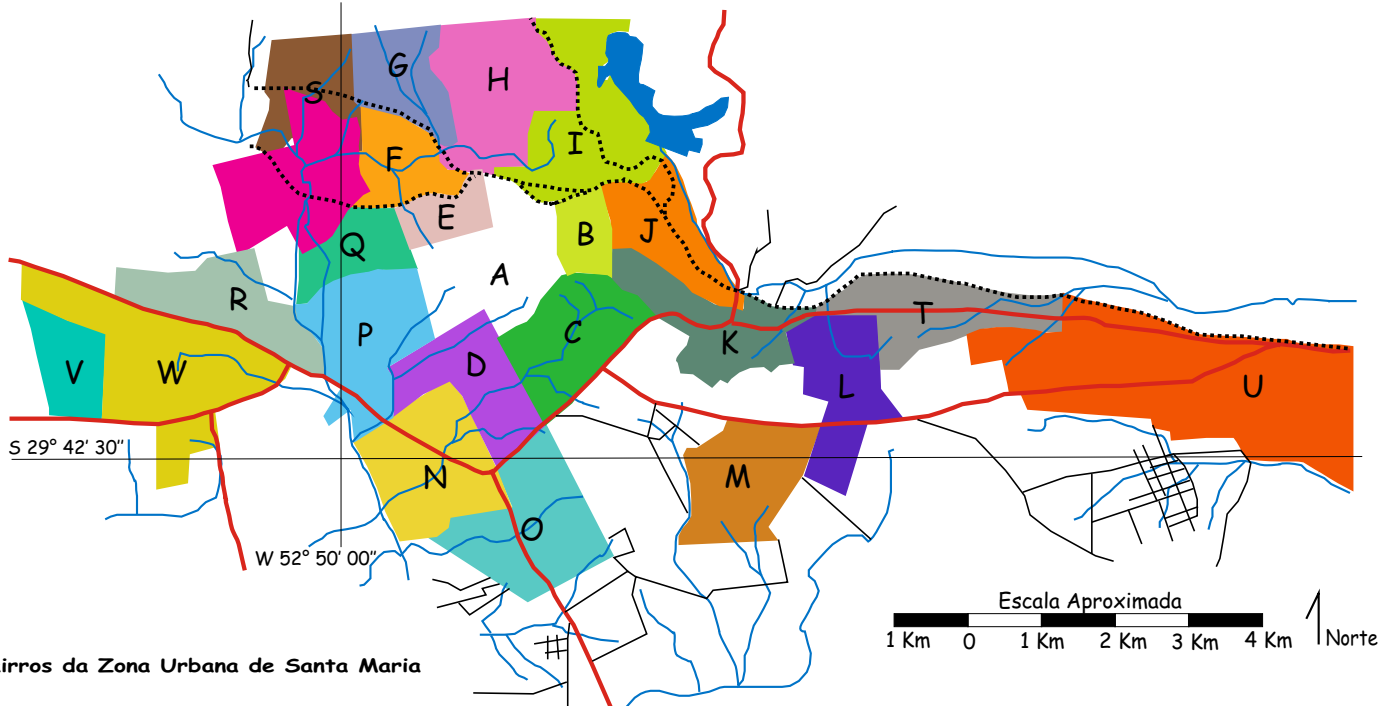 G
H
S
I
F
E
B
J
Q
A
R
T
P
C
K
D
V
W
L
U
S 29° 42' 30"
N
M
O
W 52° 50' 00"
Escala Aproximada
1 Km 0 1 Km 2 Km 3 Km 4 Km
Norte
irros da Zona Urbana de Santa Maria